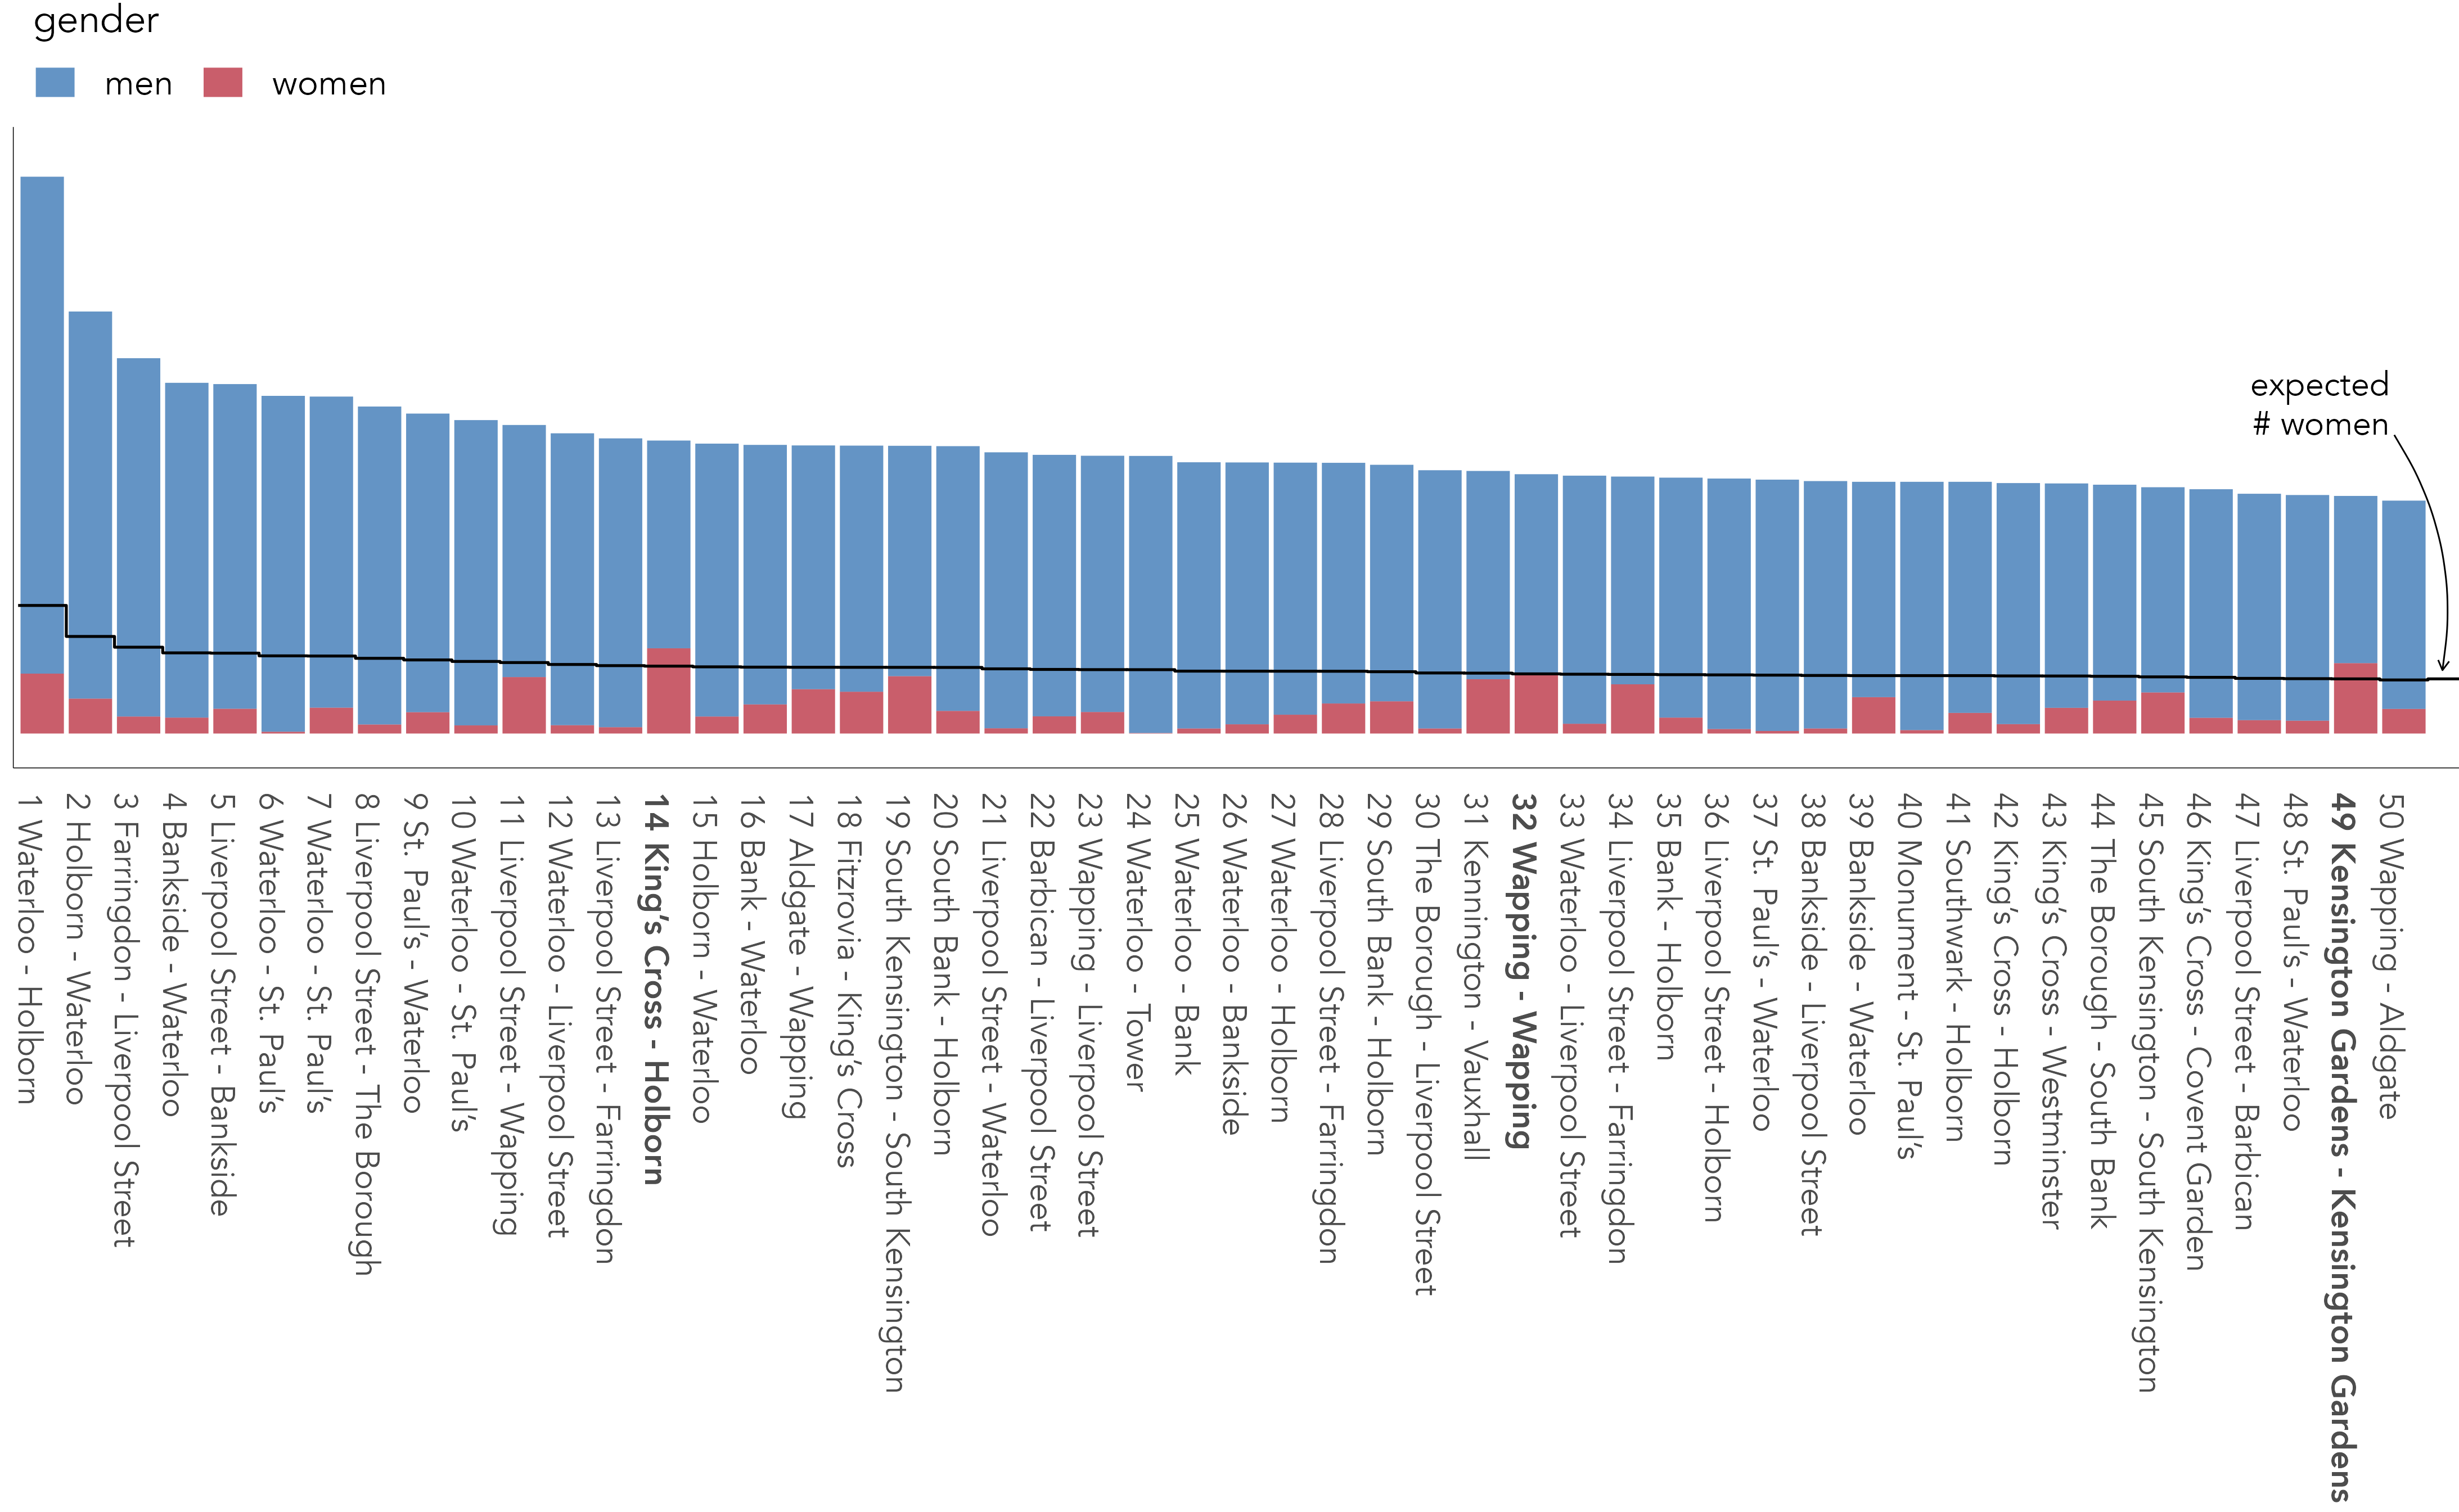 gender
men
women
expected
# women
1 Waterloo - Holborn
2 Holborn - Waterloo
3 Farringdon - Liverpool Street
4 Bankside - Waterloo
5 Liverpool Street - Bankside
6 Waterloo - St. Paul’s
7 Waterloo - St. Paul’s
8 Liverpool Street - The Borough
9 St. Paul’s - Waterloo
10 Waterloo - St. Paul’s
11 Liverpool Street - Wapping
12 Waterloo - Liverpool Street
13 Liverpool Street - Farringdon
14 King’s Cross - Holborn
15 Holborn - Waterloo
16 Bank - Waterloo
17 Aldgate - Wapping
18 Fitzrovia - King’s Cross
19 South Kensington - South Kensington
20 South Bank - Holborn
21 Liverpool Street - Waterloo
22 Barbican - Liverpool Street
23 Wapping - Liverpool Street
24 Waterloo - Tower
25 Waterloo - Bank
26 Waterloo - Bankside
27 Waterloo - Holborn
28 Liverpool Street - Farringdon
29 South Bank - Holborn
30 The Borough - Liverpool Street
31 Kennington - Vauxhall
32 Wapping - Wapping
33 Waterloo - Liverpool Street
34 Liverpool Street - Farringdon
35 Bank - Holborn
36 Liverpool Street - Holborn
37 St. Paul’s - Waterloo
38 Bankside - Liverpool Street
39 Bankside - Waterloo
40 Monument - St. Paul’s
41 Southwark - Holborn
42 King’s Cross - Holborn
43 King’s Cross - Westminster
44 The Borough - South Bank
45 South Kensington - South Kensington
46 King’s Cross - Covent Garden
47 Liverpool Street - Barbican
48 St. Paul’s - Waterloo
49 Kensington Gardens - Kensington Gardens
50 Wapping - Aldgate